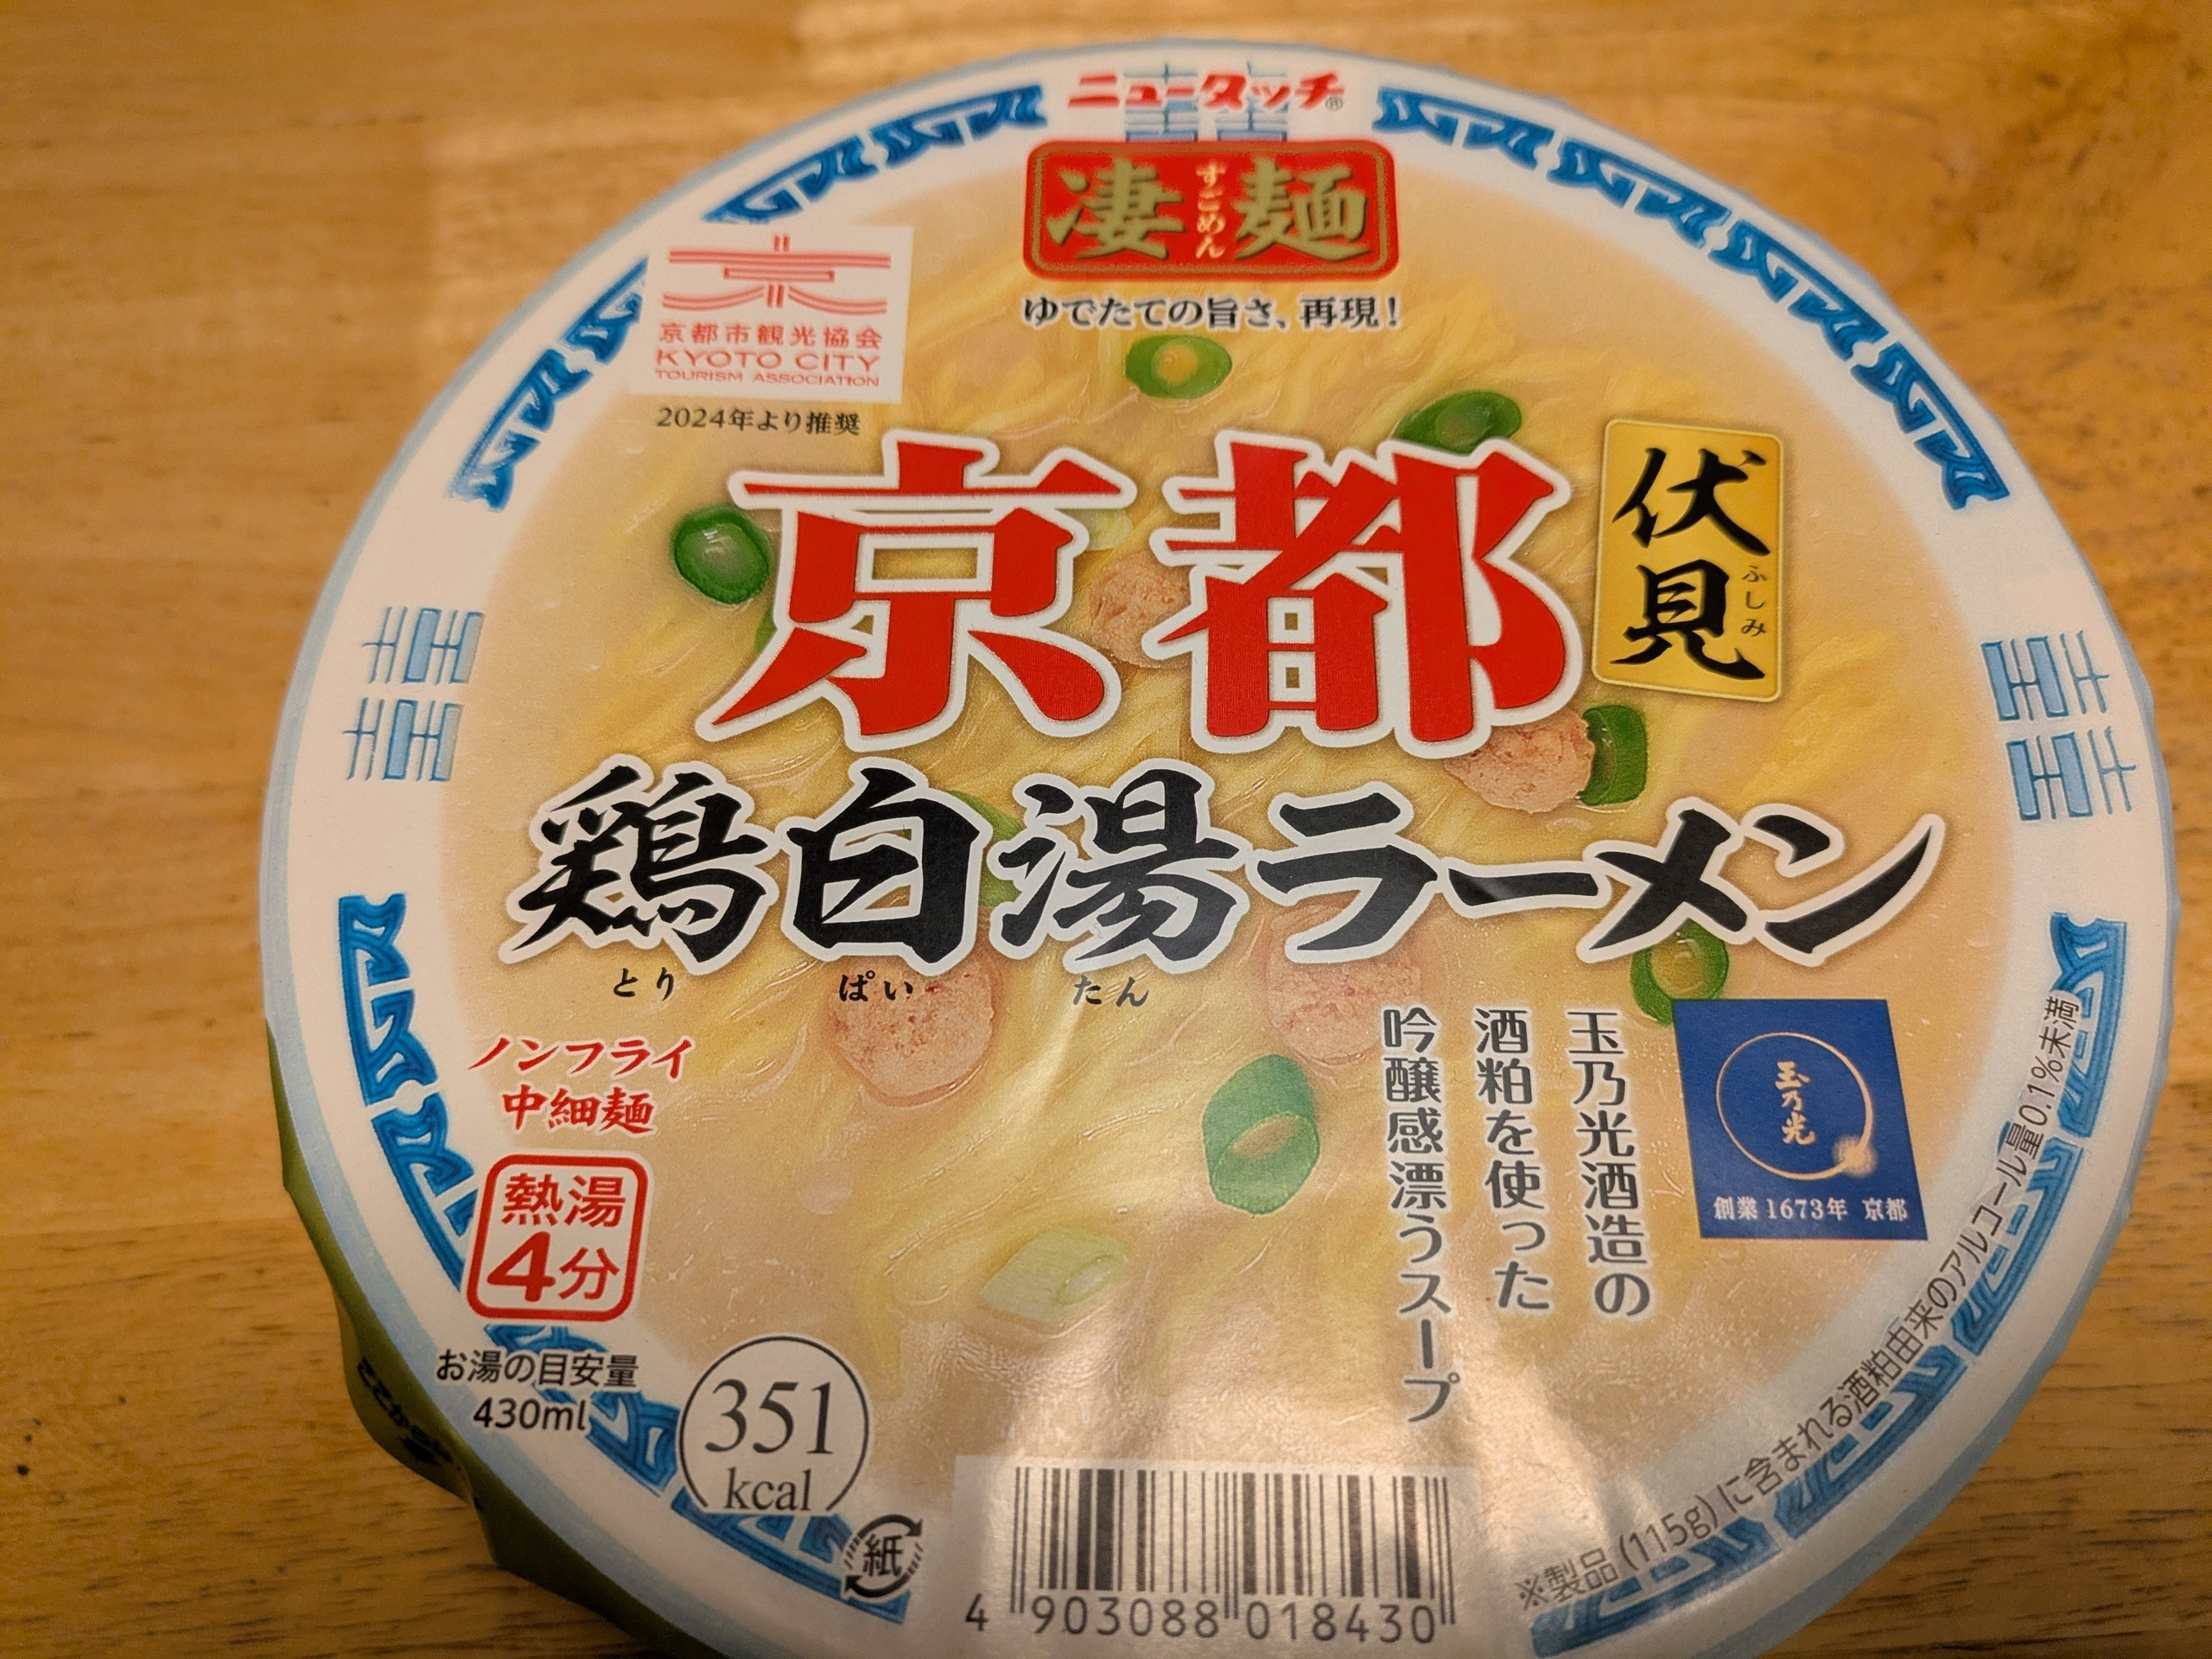 ニュータッチ®
凄麺
すごめん
ゆでたての旨さ、再現！
京都市観光協会
KYOTO CITY
TOURISM ASSOCIATION
2024年より推奨
京都
伏見
ふしみ
鶏白湯ラーメン
とり ぱい たん
ノンフライ
中細麺
熱湯
4分
お湯の目安量
430ml
351
kcal
紙
玉乃光酒造の
酒粕を使った
吟醸感漂うスープ
玉乃光
創業1673年 京都
※製品(115g)に含まれる酒粕由来のアルコール量0.1%未満
4 903088 018430